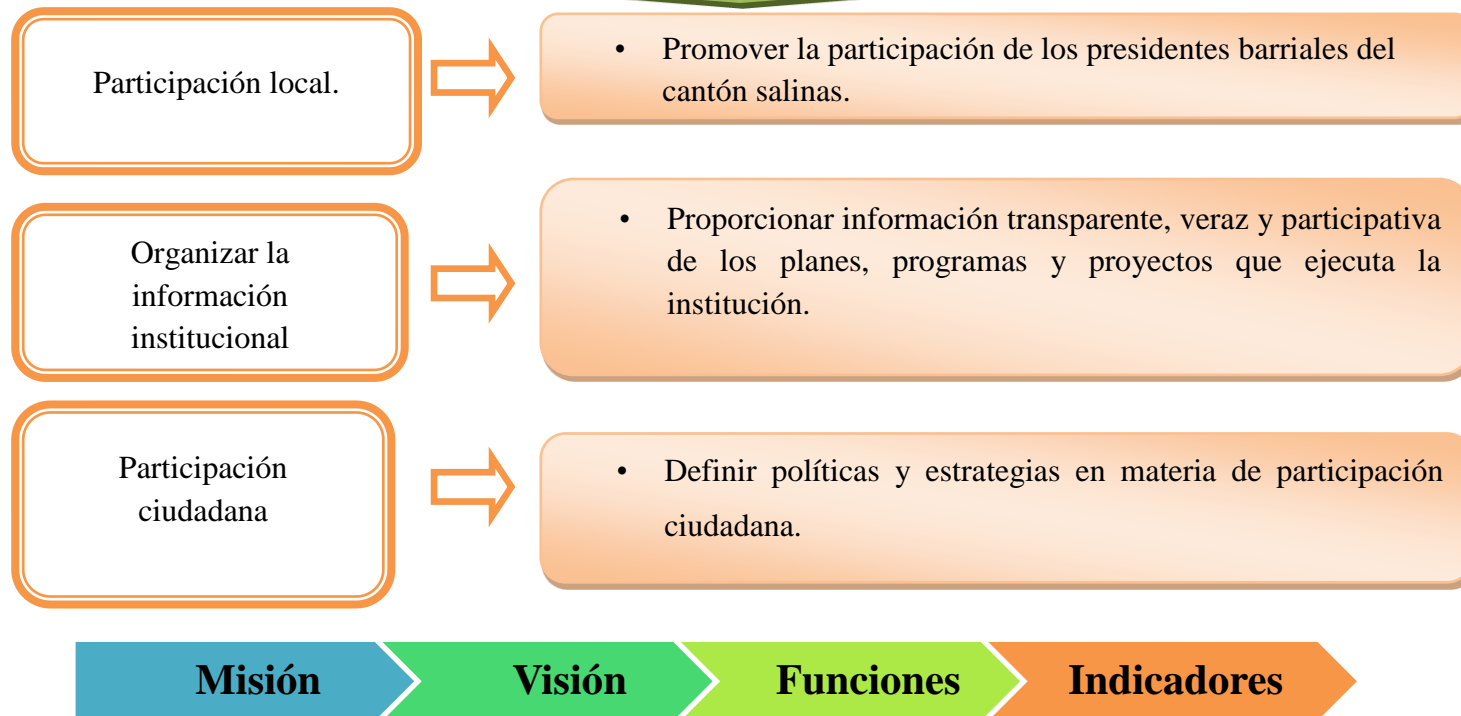 Participación local.
• Promover la participación de los presidentes barriales del
cantón salinas.
Organizar la
información
institucional
• Proporcionar información transparente, veraz y participativa
de los planes, programas y proyectos que ejecuta la
institución.
Participación
ciudadana
• Definir políticas y estrategias en materia de participación
ciudadana.
Misión Visión Funciones Indicadores